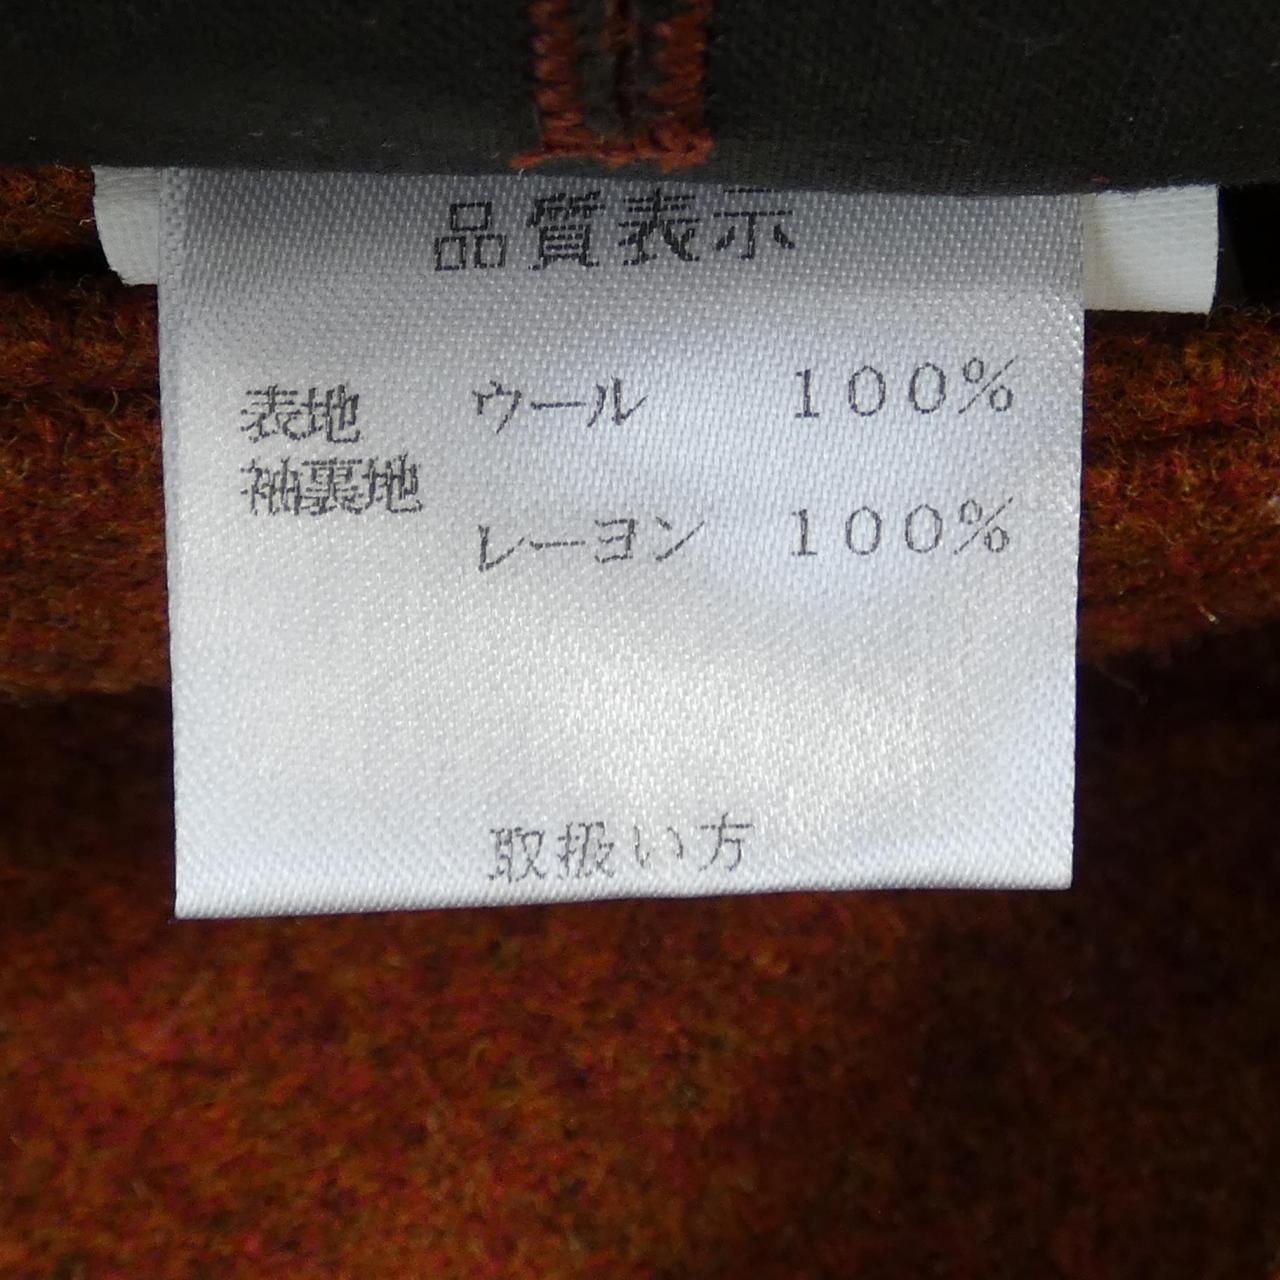 品質表示
表地 ウール 100%
袖裏地
レーヨン 100%
取扱い方